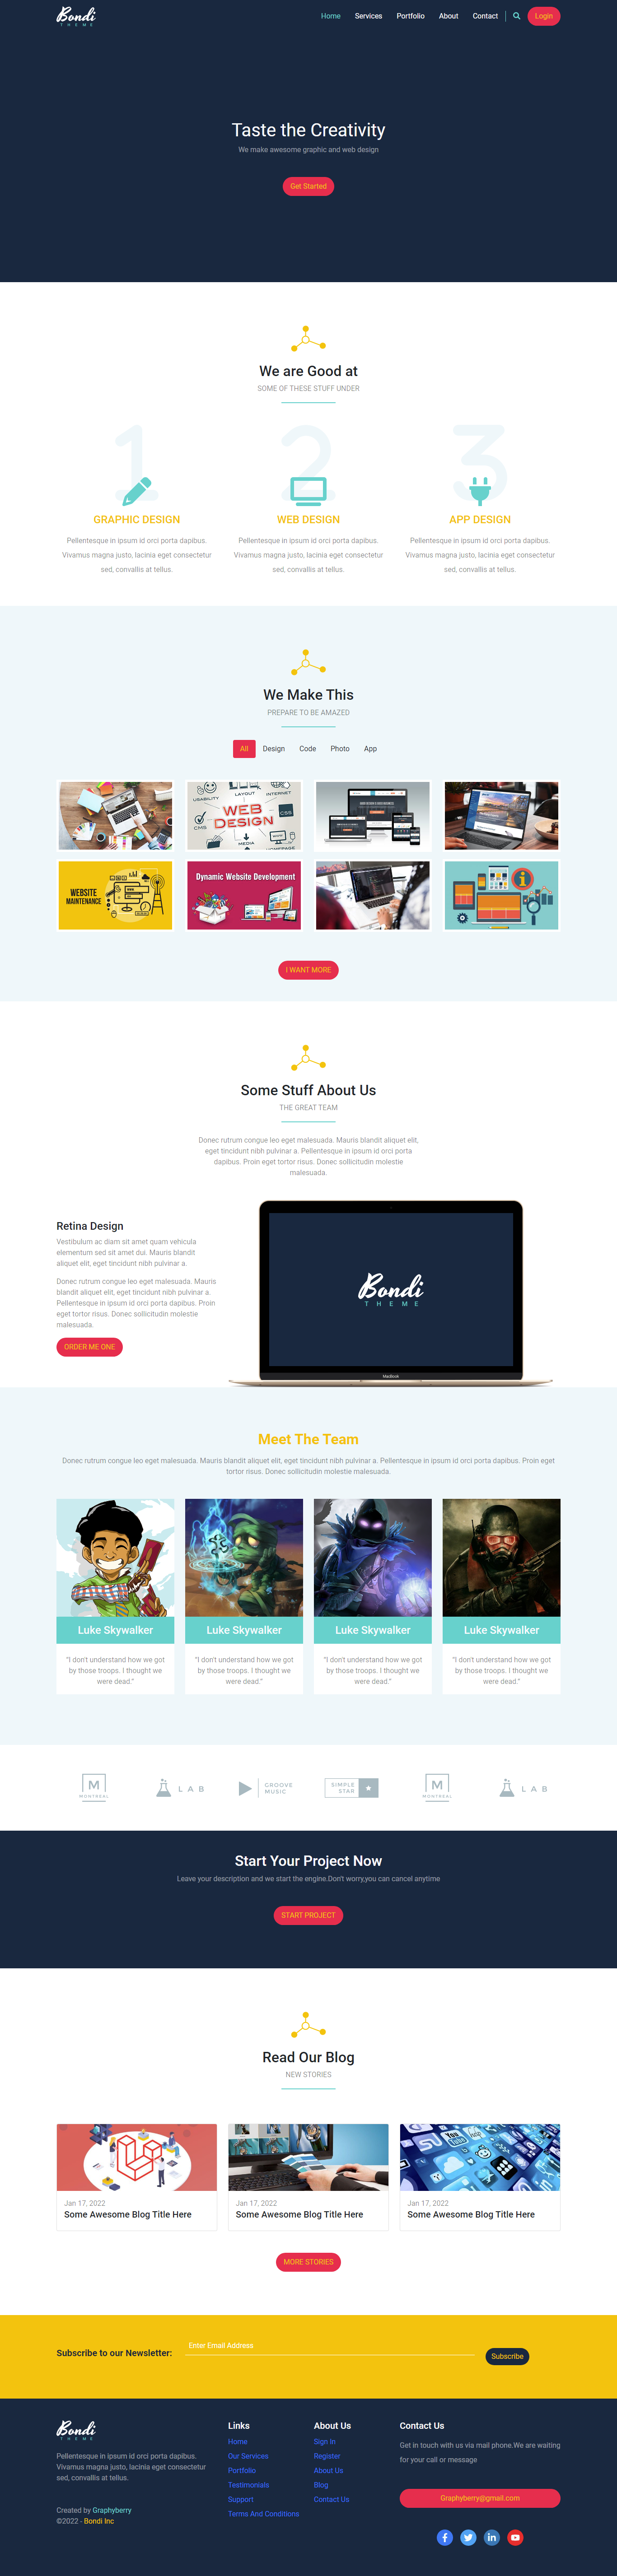 Bondi
THEME
Home Services Portfolio About Contact Login
Taste the Creativity
We make awesome graphic and web design
Get Started
We are Good at
SOME OF THESE STUFF UNDER
1 2 3
GRAPHIC DESIGN
Pellentesque in ipsum id orci porta dapibus.
Vivamus magna justo, lacinia eget consectetur
sed, convallis at tellus.
WEB DESIGN
Pellentesque in ipsum id orci porta dapibus.
Vivamus magna justo, lacinia eget consectetur
sed, convallis at tellus.
APP DESIGN
Pellentesque in ipsum id orci porta dapibus.
Vivamus magna justo, lacinia eget consectetur
sed, convallis at tellus.
We Make This
PREPARE TO BE AMAZED
All Design Code Photo App
USABILITY
LAYOUT
INTERNET
WEB
DESIGN
CMS
CSS
MEDIA
HOMEPAGE
WEBSITE
MAINTENANCE
Dynamic Website Development
I WANT MORE
Some Stuff About Us
THE GREAT TEAM
Donec rutrum congue leo eget malesuada. Mauris blandit aliquet elit,
eget tincidunt nibh pulvinar a. Pellentesque in ipsum id orci porta
dapibus. Proin eget tortor risus. Donec sollicitudin molestie
malesuada.
Retina Design
Vestibulum ac diam sit amet quam vehicula
elementum sed sit amet dui. Mauris blandit
aliquet elit, eget tincidunt nibh pulvinar a.
Donec rutrum congue leo eget malesuada. Mauris
blandit aliquet elit, eget tincidunt nibh pulvinar a.
Pellentesque in ipsum id orci porta dapibus. Proin
eget tortor risus. Donec sollicitudin molestie
malesuada.
ORDER ME ONE
Bondi
THEME
MacBook
Meet The Team
Donec rutrum congue leo eget malesuada. Mauris blandit aliquet elit, eget tincidunt nibh pulvinar a. Pellentesque in ipsum id orci porta dapibus. Proin eget
tortor risus. Donec sollicitudin molestie malesuada.
Luke Skywalker
"I don't understand how we got
by those troops. I thought we
were dead."
Luke Skywalker
"I don't understand how we got
by those troops. I thought we
were dead."
Luke Skywalker
"I don't understand how we got
by those troops. I thought we
were dead."
Luke Skywalker
"I don't understand how we got
by those troops. I thought we
were dead."
M
MONTREAL
LAB
GROOVE
MUSIC
SIMPLE
STAR
M
MONTREAL
LAB
Start Your Project Now
Leave your description and we start the engine.Don't worry,you can cancel anytime
START PROJECT
Read Our Blog
NEW STORIES
Jan 17, 2022
Some Awesome Blog Title Here
Jan 17, 2022
Some Awesome Blog Title Here
You Tube
Jan 17, 2022
Some Awesome Blog Title Here
MORE STORIES
Subscribe to our Newsletter:
Enter Email Address
Subscribe
Bondi
THEME
Pellentesque in ipsum id orci porta dapibus.
Vivamus magna justo, lacinia eget consectetur
sed, convallis at tellus.
Created by Graphyberry
©2022 - Bondi Inc
Links
Home
Our Services
Portfolio
Testimonials
Support
Terms And Conditions
About Us
Sign In
Register
About Us
Blog
Contact Us
Contact Us
Get in touch with us via mail phone.We are waiting
for your call or message
Graphyberry@gmail.com